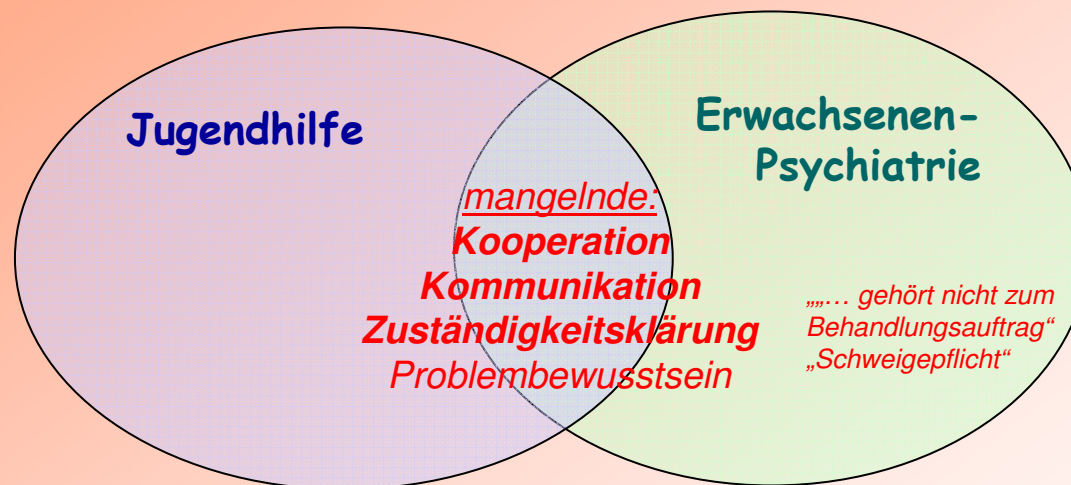 Jugendhilfe
Erwachsenen-
Psychiatrie
mangelnde:
Kooperation
Kommunikation
Zuständigkeitsklärung
Problembewusstsein
„„… gehört nicht zum
Behandlungsauftrag“
„Schweigepflicht“